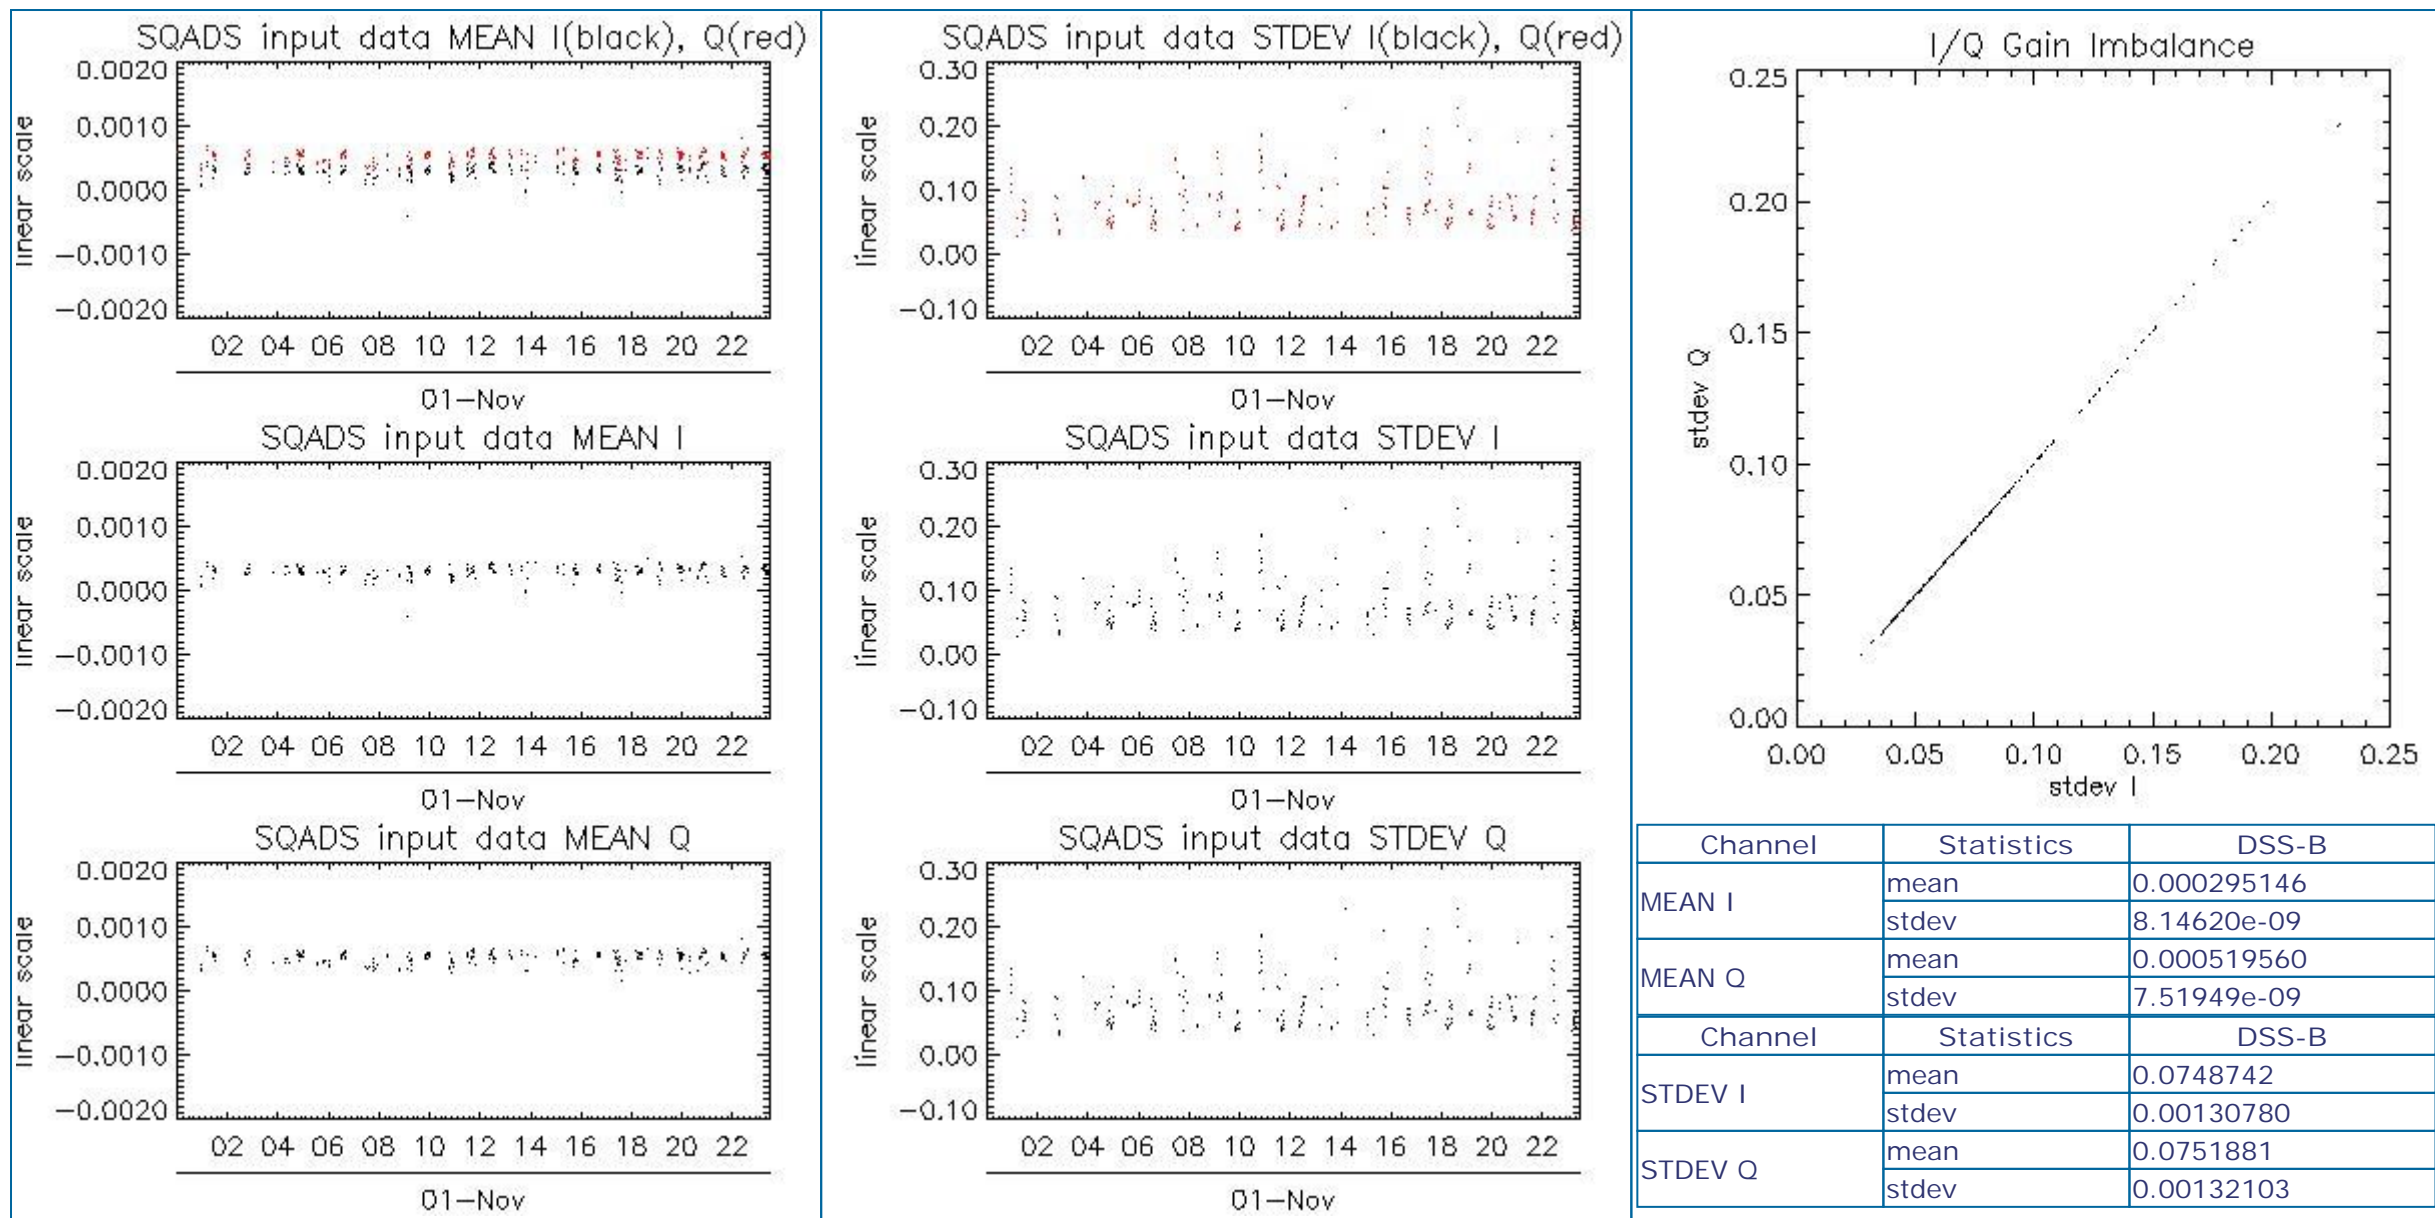 SQADS input data MEAN I(black), Q(red)
linear scale
0.0020
0.0010
0.0000
−0.0010
−0.0020
02 04 06 08 10 12 14 16 18 20 22
01−Nov
SQADS input data MEAN I
linear scale
0.0020
0.0010
0.0000
−0.0010
−0.0020
02 04 06 08 10 12 14 16 18 20 22
01−Nov
SQADS input data MEAN Q
linear scale
0.0020
0.0010
0.0000
−0.0010
−0.0020
02 04 06 08 10 12 14 16 18 20 22
01−Nov
SQADS input data STDEV I(black), Q(red)
linear scale
0.30
0.20
0.10
0.00
−0.10
02 04 06 08 10 12 14 16 18 20 22
01−Nov
SQADS input data STDEV I
linear scale
0.30
0.20
0.10
0.00
−0.10
02 04 06 08 10 12 14 16 18 20 22
01−Nov
SQADS input data STDEV Q
linear scale
0.30
0.20
0.10
0.00
−0.10
02 04 06 08 10 12 14 16 18 20 22
01−Nov
I/Q Gain Imbalance
stdev Q
0.25
0.20
0.15
0.10
0.05
0.00
0.00 0.05 0.10 0.15 0.20 0.25
stdev I
Channel Statistics DSS-B
MEAN I
mean 0.000295146
stdev 8.14620e-09
MEAN Q
mean 0.000519560
stdev 7.51949e-09
Channel Statistics DSS-B
STDEV I
mean 0.0748742
stdev 0.00130780
STDEV Q
mean 0.0751881
stdev 0.00132103